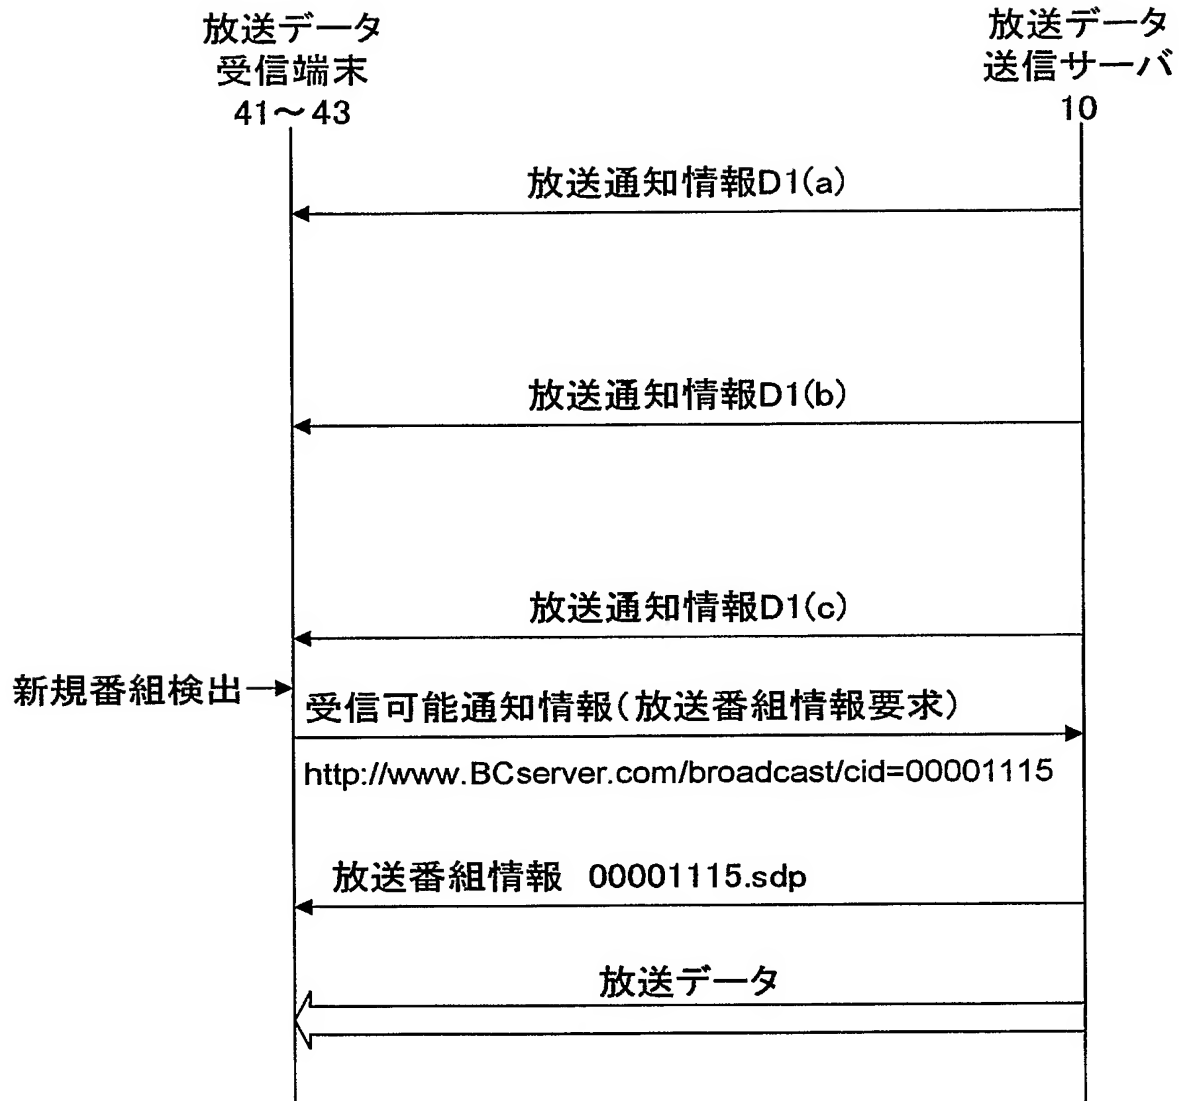 放送データ
受信端末
41～43
放送データ
送信サーバ
10
放送通知情報D1(a)
放送通知情報D1(b)
放送通知情報D1(c)
新規番組検出
受信可能通知情報(放送番組情報要求)
http://www.BCserver.com/broadcast/cid=00001115
放送番組情報 00001115.sdp
放送データ